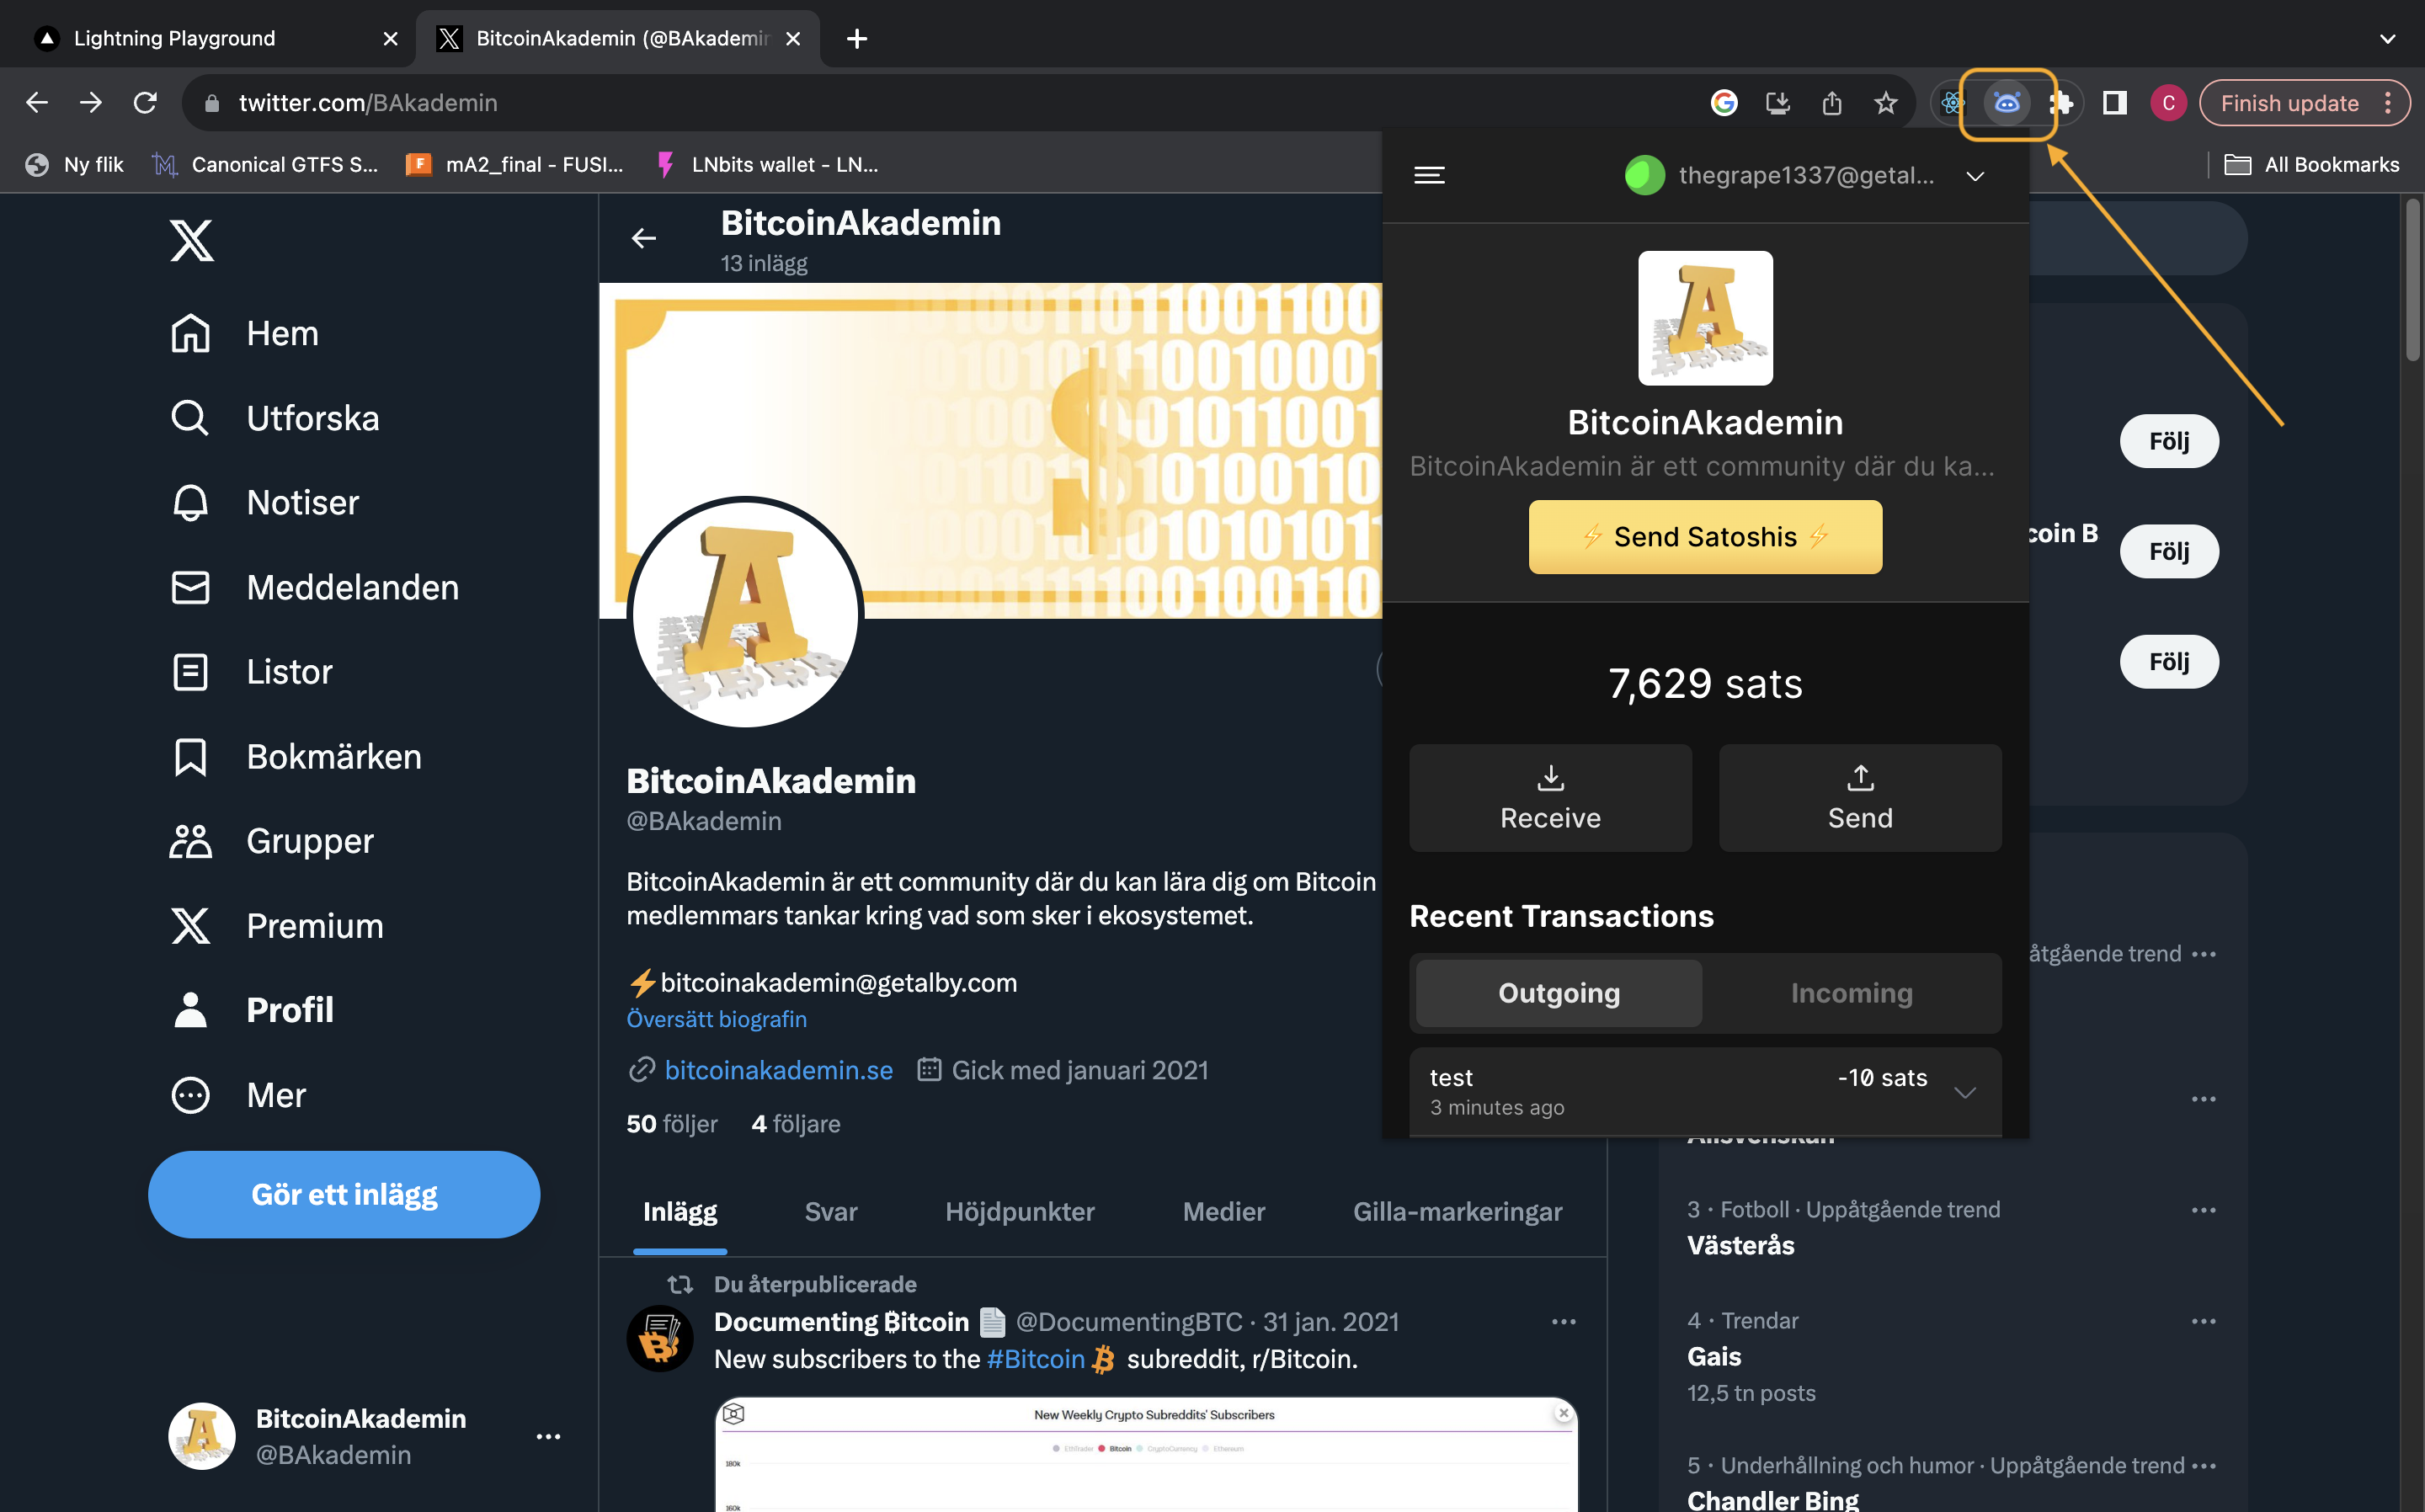 Lightning Playground
BitcoinAkademin (@BAkademin
twitter.com/BAkademin
C
Finish update
Ny flik
Canonical GTFS S...
mA2_final - FUSI...
LNbits wallet - LN...
All Bookmarks
Hem
Utforska
Notiser
Meddelanden
Listor
Bokmärken
Grupper
Premium
Profil
Mer
Gör ett inlägg
BitcoinAkademin
@BAkademin
BitcoinAkademin
13 inlägg
BitcoinAkademin
@BAkademin
BitcoinAkademin är ett community där du kan lära dig om Bitcoin
medlemmars tankar kring vad som sker i ekosystemet.
⚡bitcoinakademin@getalby.com
Översätt biografin
bitcoinakademin.se Gick med januari 2021
50 följer 4 följare
Inlägg Svar Höjdpunkter Medier Gilla-markeringar
Du återpublicerade
Documenting ₿itcoin 📄 @DocumentingBTC · 31 jan. 2021
New subscribers to the #Bitcoin subreddit, r/Bitcoin.
New Weekly Crypto Subreddits' Subscribers
EthTrader Bitcoin CryptoCurrency Ethereum
180k
160k
thegrape1337@getal...
BitcoinAkademin
BitcoinAkademin är ett community där du ka...
⚡ Send Satoshis ⚡
7,629 sats
Receive
Send
Recent Transactions
Outgoing
Incoming
test
-10 sats
3 minutes ago
Följ
coin B
Följ
Följ
åtgående trend
Allsvenskan
3 · Fotboll · Uppåtgående trend
Västerås
4 · Trendar
Gais
12,5 tn posts
5 · Underhållning och humor · Uppåtgående trend
Chandler Bing